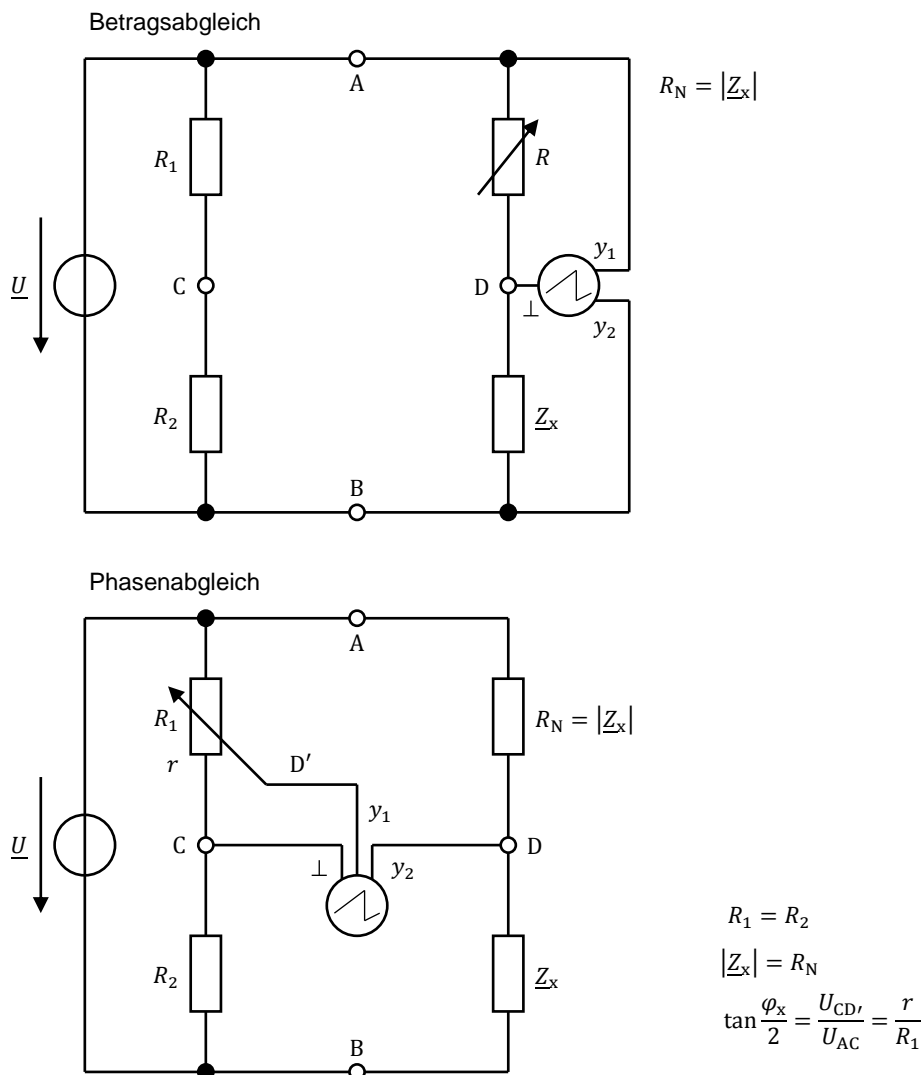 Betragsabgleich
A
R_N = |Z_x|
R_1
R
U
C
D
y_1
⊥
y_2
R_2
Z_x
B
Phasenabgleich
A
R_1
R_N = |Z_x|
r
D′
y_1
U
C
D
⊥
y_2
R_2
Z_x
B
R_1 = R_2
|Z_x| = R_N
tan φ_x/2 = U_CD′/U_AC = r/R_1